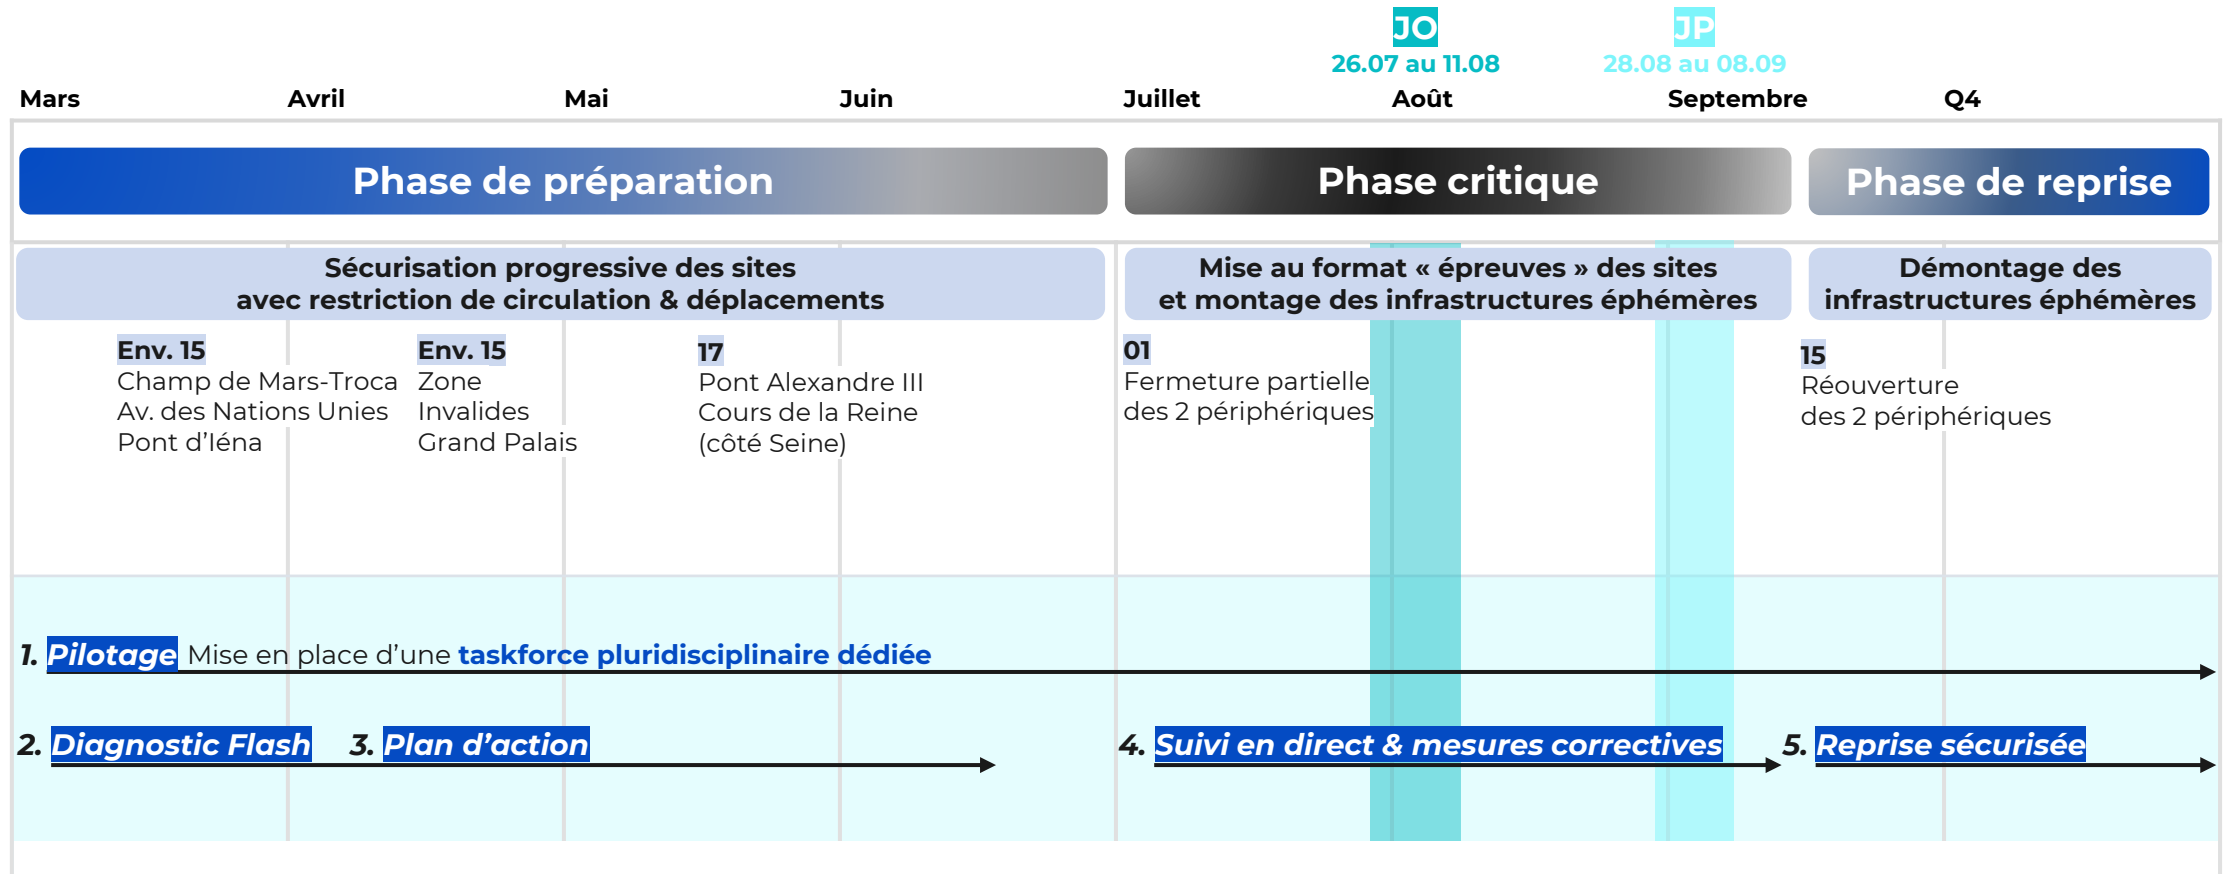 JO
26.07 au 11.08
JP
28.08 au 08.09
Mars
Avril
Mai
Juin
Juillet
Août
Septembre
Q4
Phase de préparation
Phase critique
Phase de reprise
Sécurisation progressive des sites
avec restriction de circulation & déplacements
Mise au format « épreuves » des sites
et montage des infrastructures éphémères
Démontage des
infrastructures éphémères
Env. 15
Champ de Mars-Troca
Av. des Nations Unies
Pont d’Iéna
Env. 15
Zone
Invalides
Grand Palais
17
Pont Alexandre III
Cours de la Reine
(côté Seine)
01
Fermeture partielle
des 2 périphériques
15
Réouverture
des 2 périphériques
1. Pilotage Mise en place d’une taskforce pluridisciplinaire dédiée
2. Diagnostic Flash
3. Plan d’action
4. Suivi en direct & mesures correctives
5. Reprise sécurisée